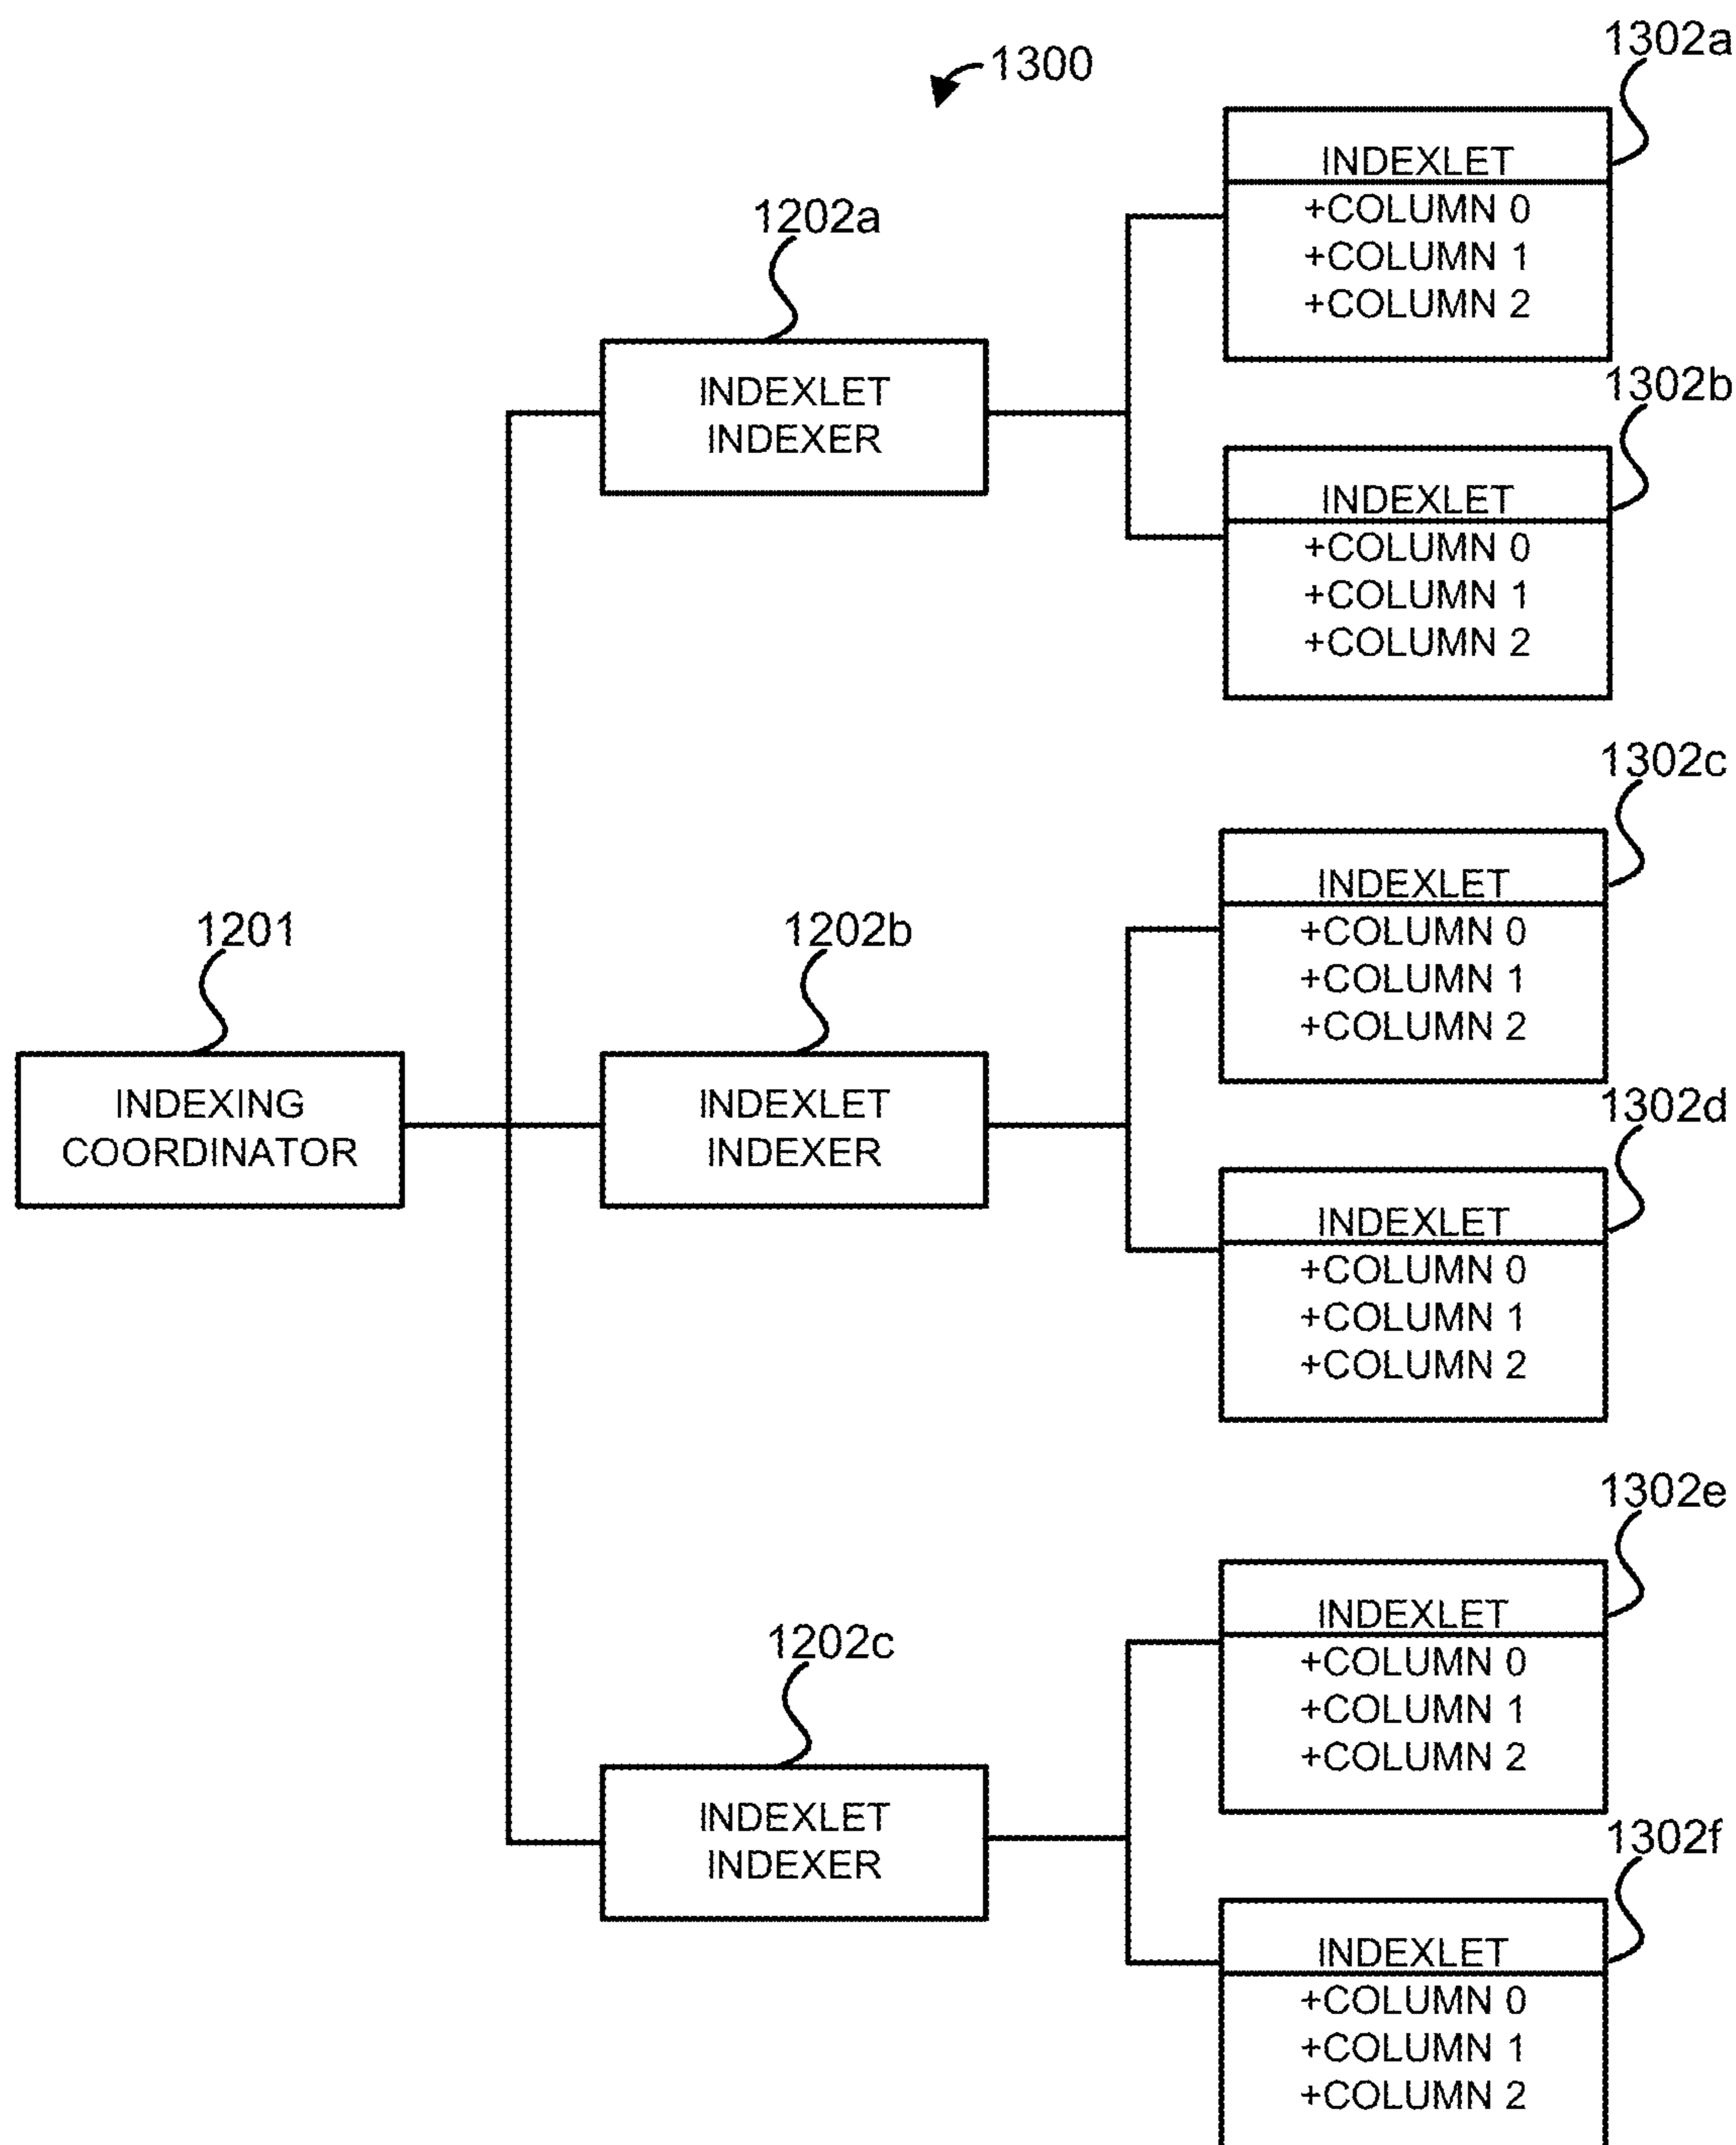 1300
1302a
INDEXLET
+COLUMN 0
+COLUMN 1
+COLUMN 2
1202a
INDEXLET
INDEXER
1302b
INDEXLET
+COLUMN 0
+COLUMN 1
+COLUMN 2
1302c
INDEXLET
+COLUMN 0
+COLUMN 1
+COLUMN 2
1201
INDEXING
COORDINATOR
1202b
INDEXLET
INDEXER
1302d
INDEXLET
+COLUMN 0
+COLUMN 1
+COLUMN 2
1302e
INDEXLET
+COLUMN 0
+COLUMN 1
+COLUMN 2
1202c
INDEXLET
INDEXER
1302f
INDEXLET
+COLUMN 0
+COLUMN 1
+COLUMN 2